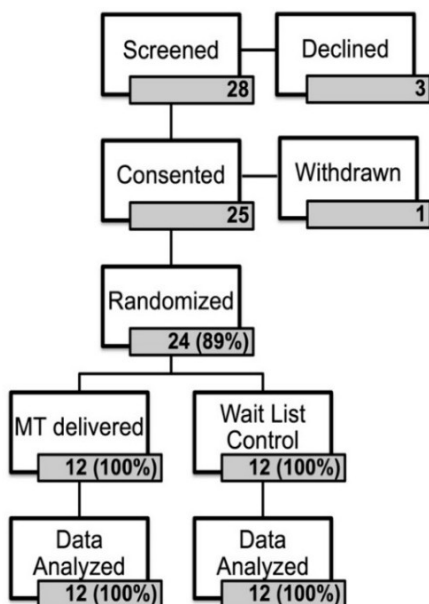 Screened
28
Declined
3
Consented
25
Withdrawn
1
Randomized
24 (89%)
MT delivered
12 (100%)
Wait List
Control
12 (100%)
Data
Analyzed
12 (100%)
Data
Analyzed
12 (100%)